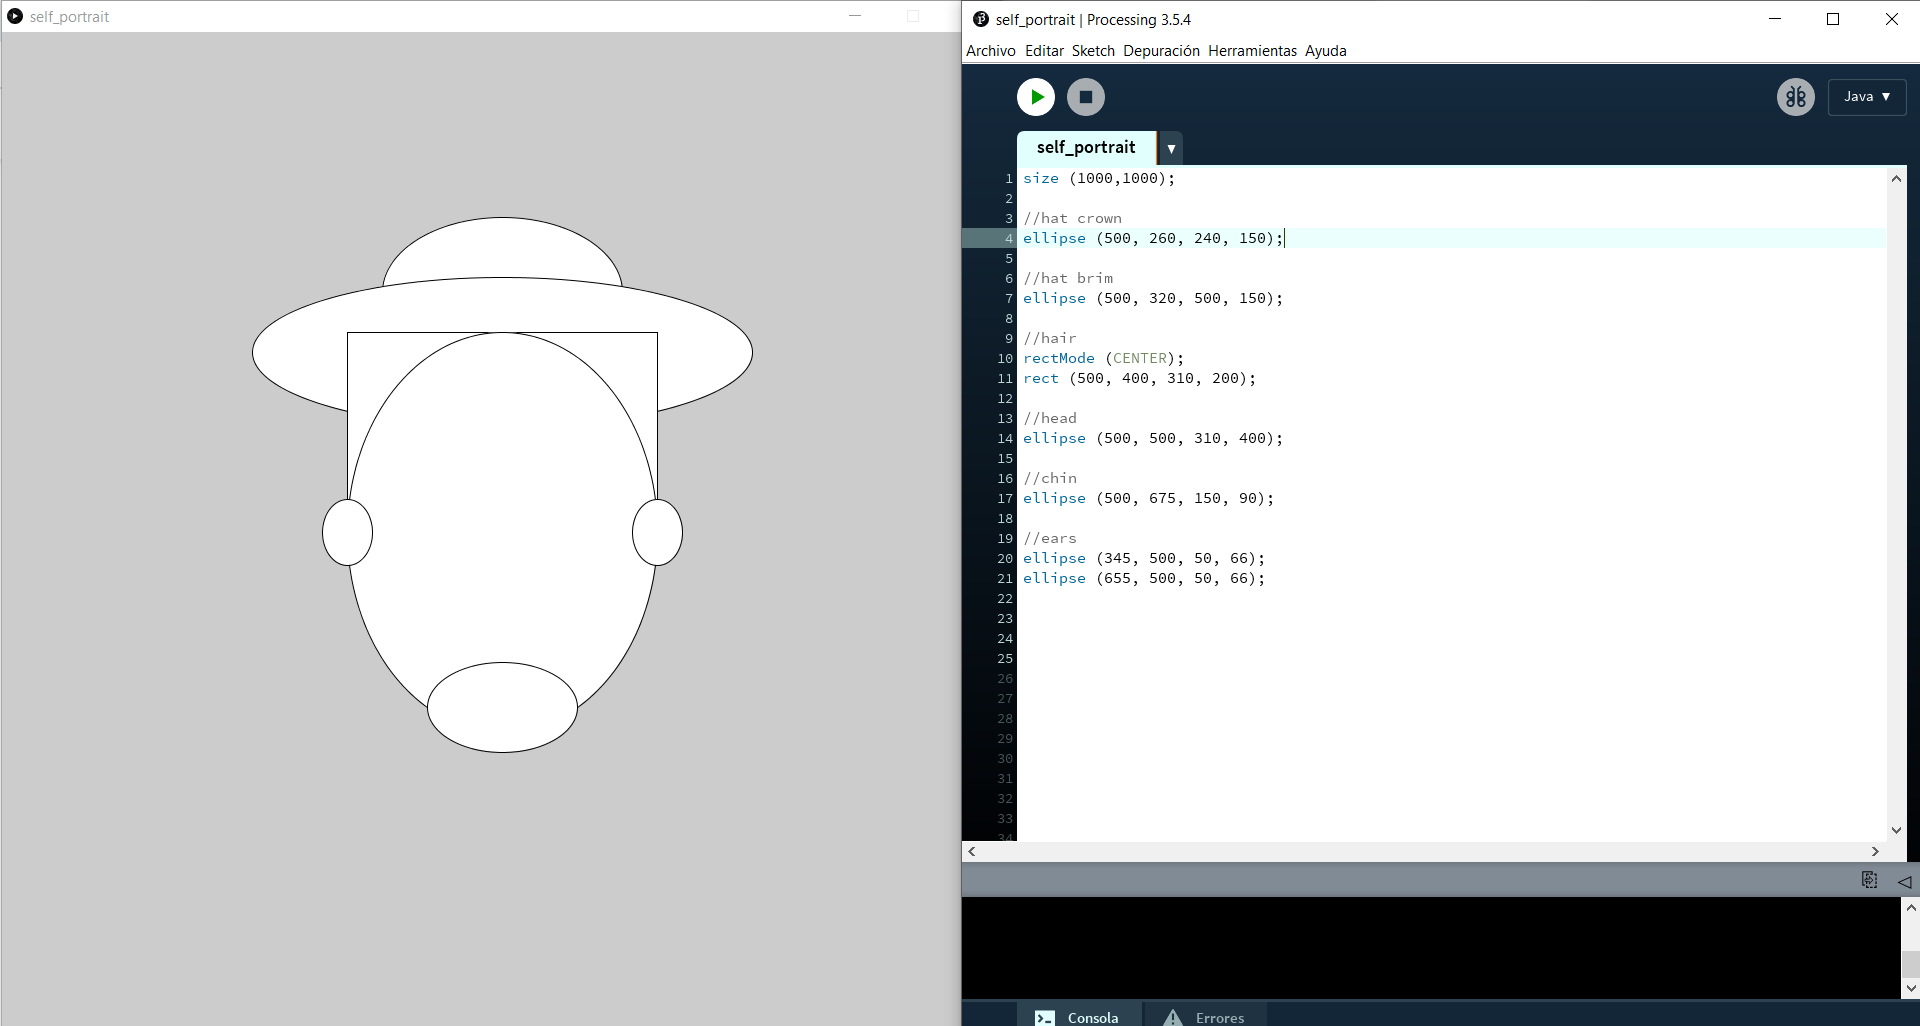 self_portrait
self_portrait | Processing 3.5.4
Archivo Editar Sketch Depuración Herramientas Ayuda
Java ▼
self_portrait ▼
1 size (1000,1000);
2
3 //hat crown
4 ellipse (500, 260, 240, 150);
5
6 //hat brim
7 ellipse (500, 320, 500, 150);
8
9 //hair
10 rectMode (CENTER);
11 rect (500, 400, 310, 200);
12
13 //head
14 ellipse (500, 500, 310, 400);
15
16 //chin
17 ellipse (500, 675, 150, 90);
18
19 //ears
20 ellipse (345, 500, 50, 66);
21 ellipse (655, 500, 50, 66);
22
23
24
25
26
27
28
29
30
31
32
33
34
Consola Errores